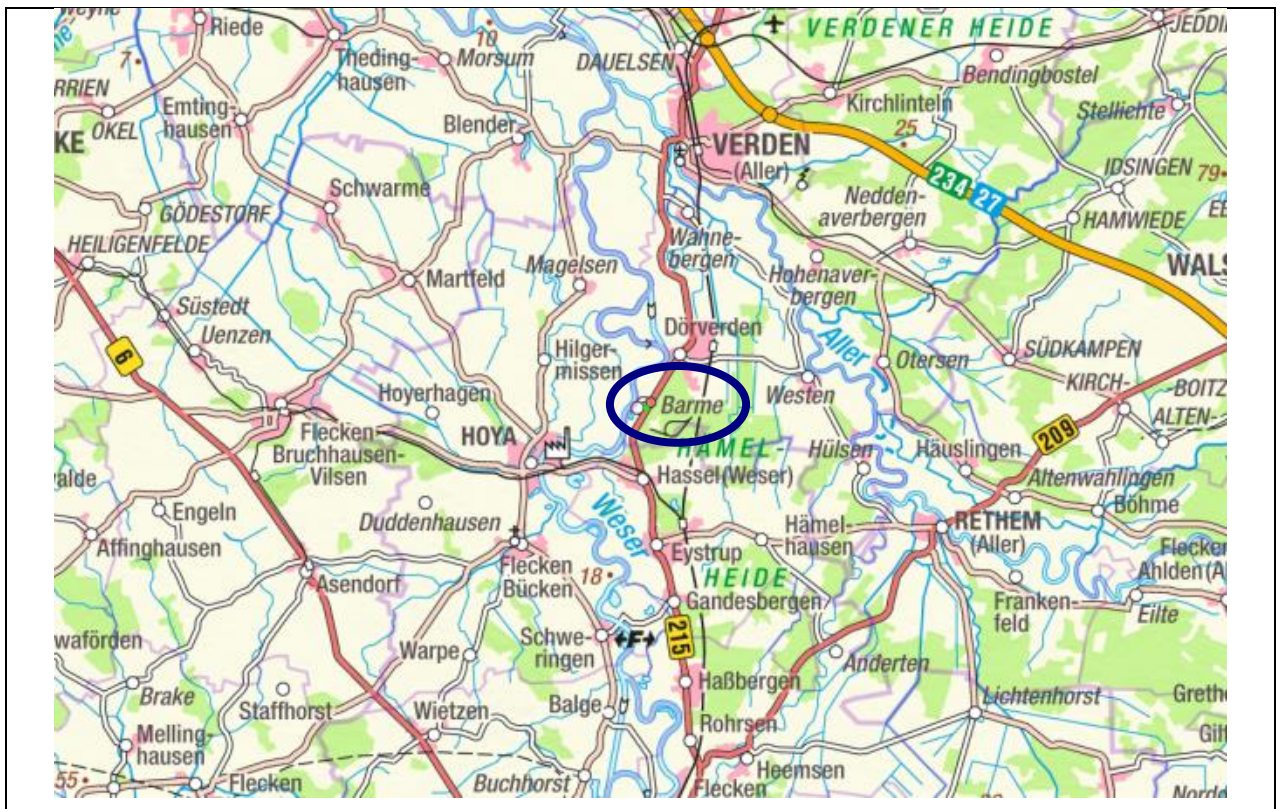 Riede
Theding-
hausen
10
Morsum
DAUELSEN
VERDENER HEIDE
Bendingbostel
7
RRIEN
OKEL
KE
Emting-
hausen
Blender
VERDEN
(Aller)
Kirchlinteln
25
Stellichte
IDSINGEN
79
Schwarme
GÖDESTORF
HEILIGENFELDE
Martfeld
Magelsen
Wahne-
bergen
Hohenaver-
bergen
Nedden-
averbergen
234
27
HAMWIEDE
WALS
Süstedt
Uenzen
6
Hilger-
missen
Dörverden
Aller
Otersen
SÜDKAMPEN
KIRCH-
BOITZ
ALTEN-
Hoyerhagen
Barme
Westen
HOYA
HÄMEL-
Hülsen
Häuslingen
209
Altenwahlingen
Böhme
Flecken
Bruchhausen-
Vilsen
Hassel(Weser)
Weser
Engeln
Duddenhausen
Affinghausen
Asendorf
Flecken
Bücken
18
Eystrup
HEIDE
Gandesbergen
Hämel-
hausen
RETHEM
(Aller)
Flecken
Ahlden(Al
Franken-
feld
Eilte
waförden
Warpe
Schwe-
ringen
F
215
Anderten
Brake
Staffhorst
Wietzen
Balge
Haßbergen
Lichtenhorst
Greth
Melling-
hausen
Rohrsen
55
Flecken
Buchhorst
Flecken
Heemsen